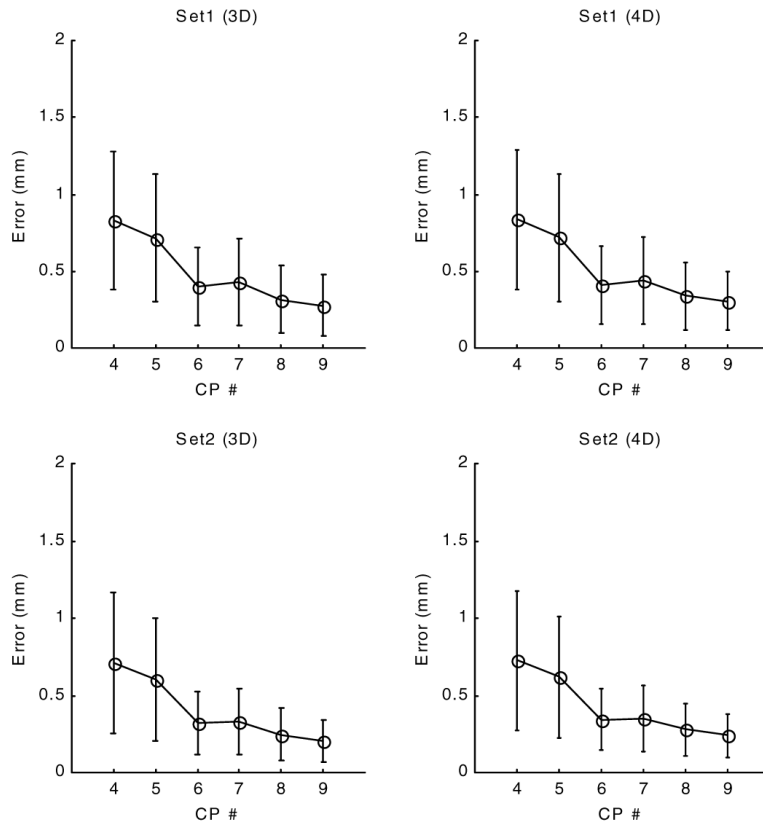 Set1 (3D)
2
1.5
1
0.5
0
Error (mm)
4 5 6 7 8 9
CP #
Set1 (4D)
2
1.5
1
0.5
0
Error (mm)
4 5 6 7 8 9
CP #
Set2 (3D)
2
1.5
1
0.5
0
Error (mm)
4 5 6 7 8 9
CP #
Set2 (4D)
2
1.5
1
0.5
0
Error (mm)
4 5 6 7 8 9
CP #